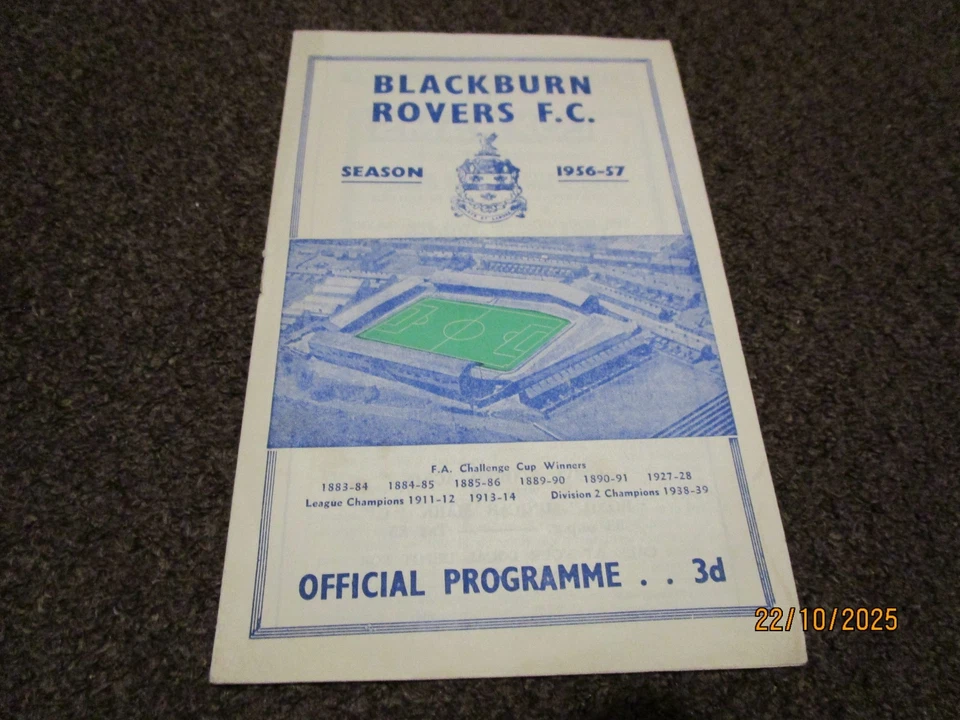 BLACKBURN
ROVERS F.C.
SEASON 1956-57
F.A. Challenge Cup Winners
1883-84 1884-85 1885-86 1889-90 1890-91 1927-28
League Champions 1911-12 1913-14 Division 2 Champions 1938-39
OFFICIAL PROGRAMME . . 3d
22/10/2025